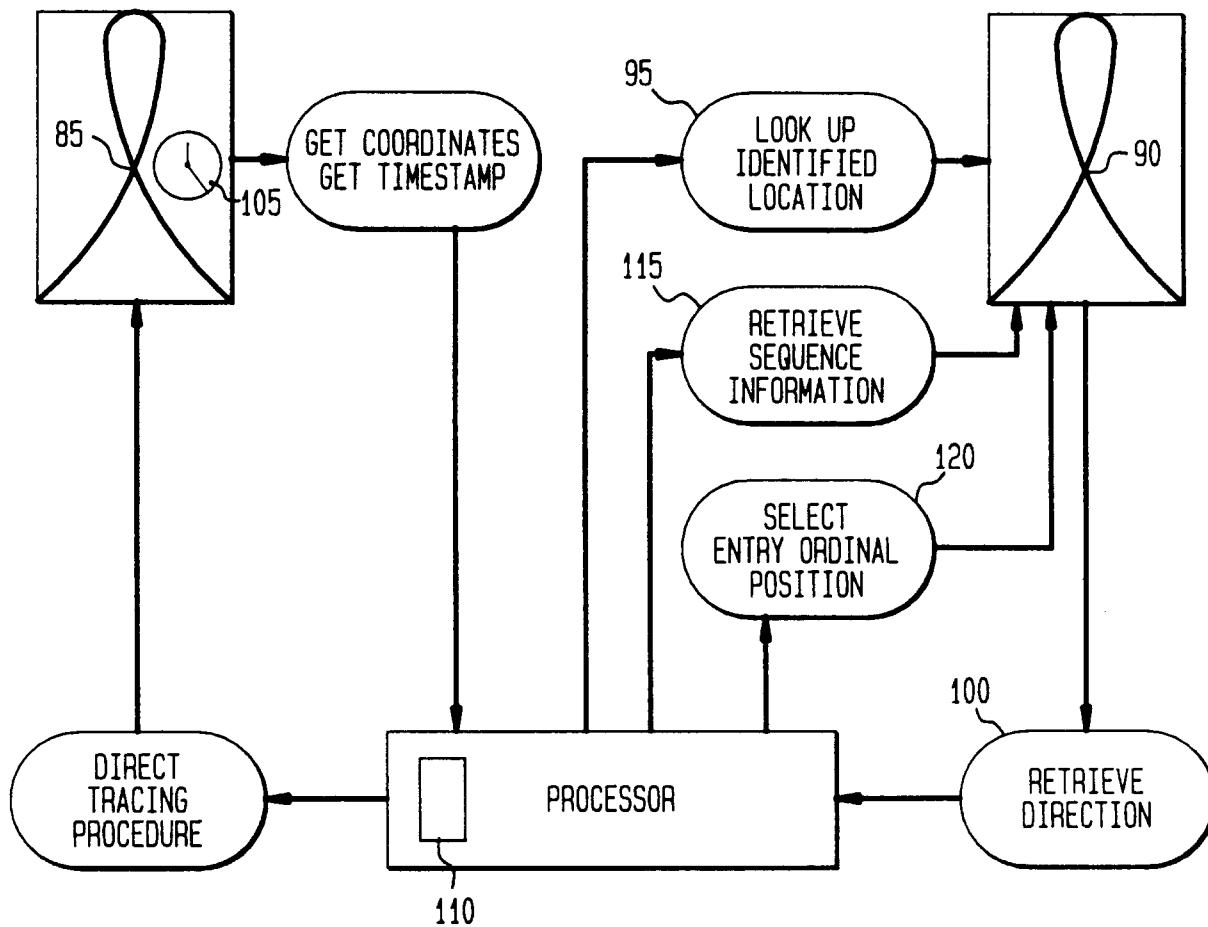 85
105
GET COORDINATES
GET TIMESTAMP
95
LOOK UP
IDENTIFIED
LOCATION
90
115
RETRIEVE
SEQUENCE
INFORMATION
120
SELECT
ENTRY ORDINAL
POSITION
DIRECT
TRACING
PROCEDURE
PROCESSOR
110
100
RETRIEVE
DIRECTION